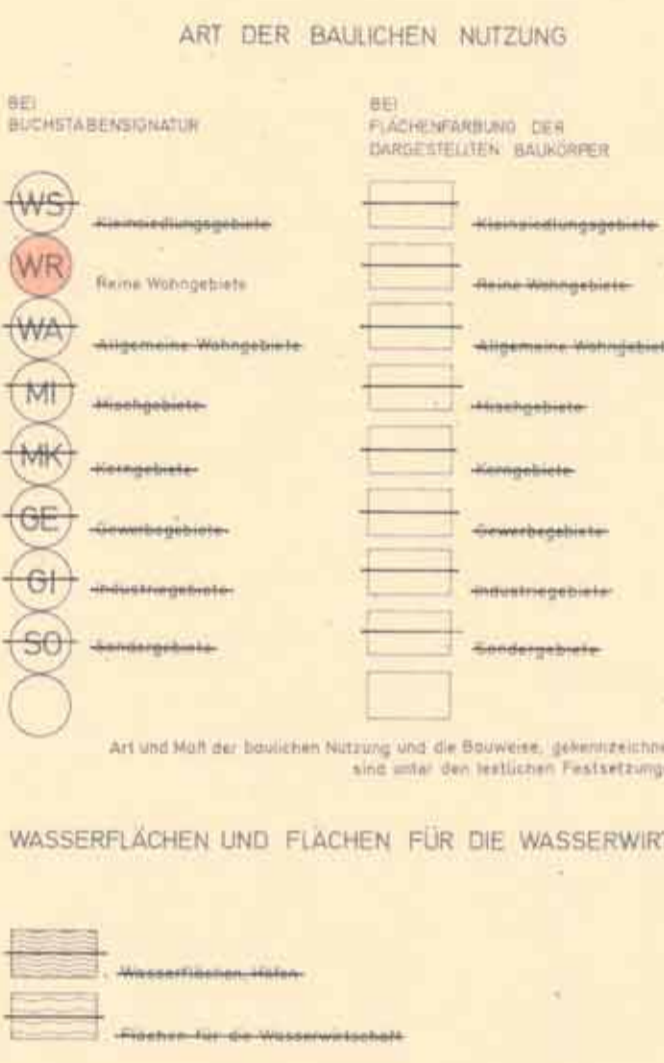 ART DER BAULICHEN NUTZUNG
BEI
BUCHSTABENSIGNATUR
BEI
FLÄCHENFÄRBUNG DER
DARGESTELLTEN BAUKÖRPER
WS Kleinsiedlungsgebiete Kleinsiedlungsgebiete
WR Reine Wohngebiete Reine Wohngebiete
WA Allgemeine Wohngebiete Allgemeine Wohngebiet
MI Mischgebiete Mischgebiete
MK Kerngebiete Kerngebiete
GE Gewerbegebiete Gewerbegebiete
GI Industriegebiete Industriegebiete
SO Sondergebiete Sondergebiete
Art und Maß der baulichen Nutzung und die Bauweise, gekennzeichne
sind unter den textlichen Festsetzung
WASSERFLÄCHEN UND FLÄCHEN FÜR DIE WASSERWIRT
Wasserflächen, Häfen
Flächen für die Wasserwirtschaft